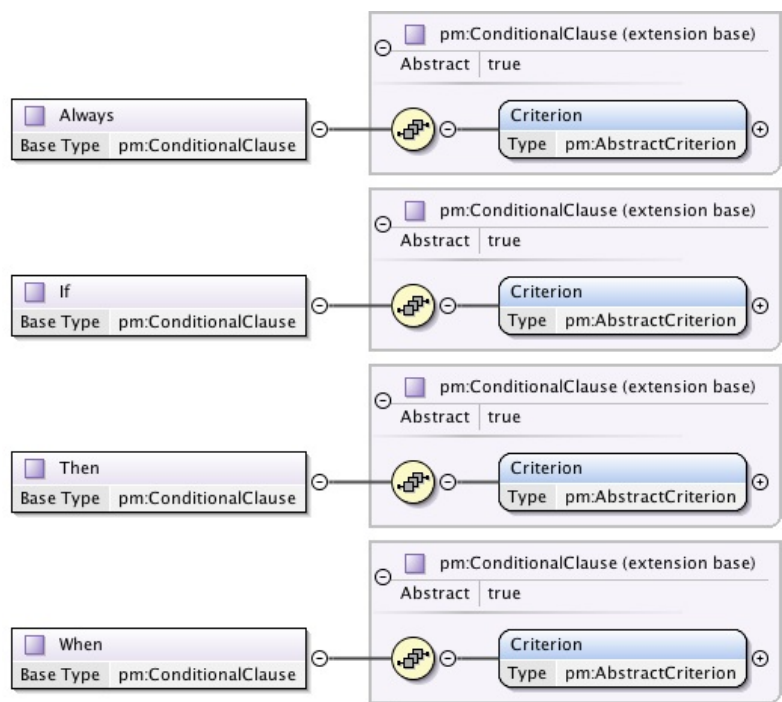 pm:ConditionalClause (extension base)
Abstract true
Always
Base Type pm:ConditionalClause
Criterion
Type pm:AbstractCriterion
pm:ConditionalClause (extension base)
Abstract true
If
Base Type pm:ConditionalClause
Criterion
Type pm:AbstractCriterion
pm:ConditionalClause (extension base)
Abstract true
Then
Base Type pm:ConditionalClause
Criterion
Type pm:AbstractCriterion
pm:ConditionalClause (extension base)
Abstract true
When
Base Type pm:ConditionalClause
Criterion
Type pm:AbstractCriterion